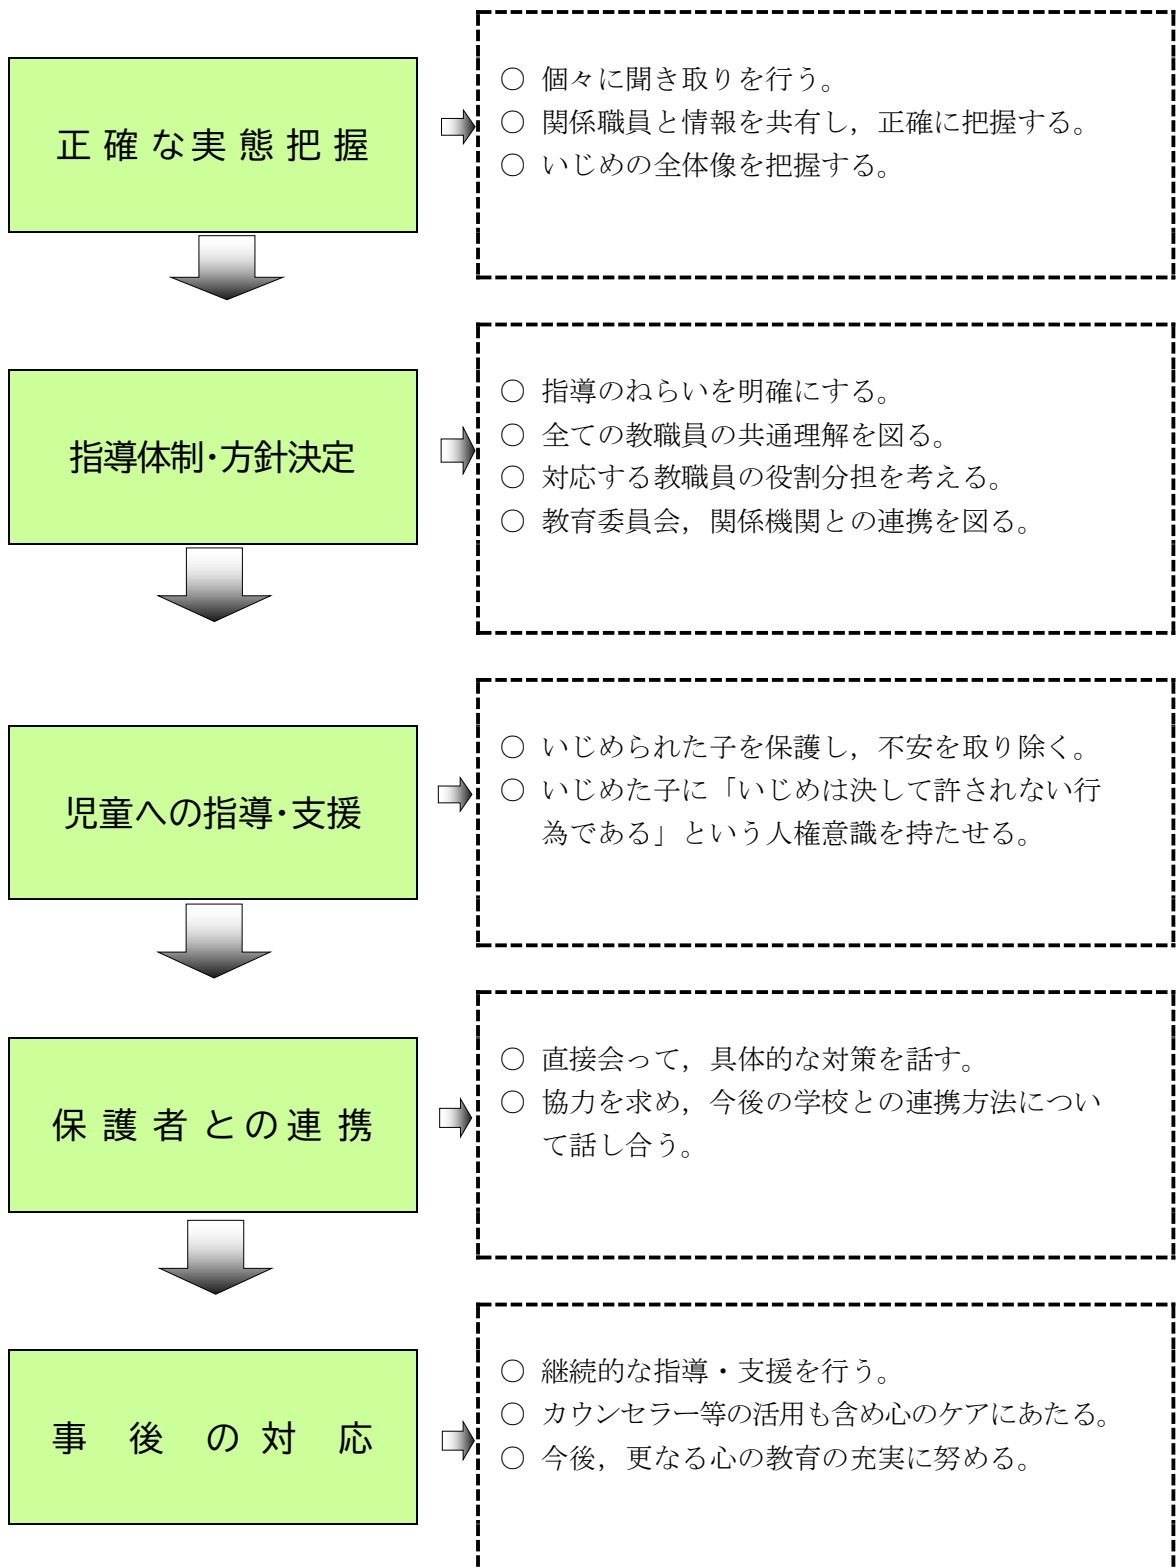 正確な実態把握
○ 個々に聞き取りを行う。
○ 関係職員と情報を共有し，正確に把握する。
○ いじめの全体像を把握する。
指導体制･方針決定
○ 指導のねらいを明確にする。
○ 全ての教職員の共通理解を図る。
○ 対応する教職員の役割分担を考える。
○ 教育委員会，関係機関との連携を図る。
児童への指導･支援
○ いじめられた子を保護し，不安を取り除く。
○ いじめた子に「いじめは決して許されない行
為である」という人権意識を持たせる。
保護者との連携
○ 直接会って，具体的な対策を話す。
○ 協力を求め，今後の学校との連携方法につい
て話し合う。
事後の対応
○ 継続的な指導・支援を行う。
○ カウンセラー等の活用も含め心のケアにあたる。
○ 今後，更なる心の教育の充実に努める。